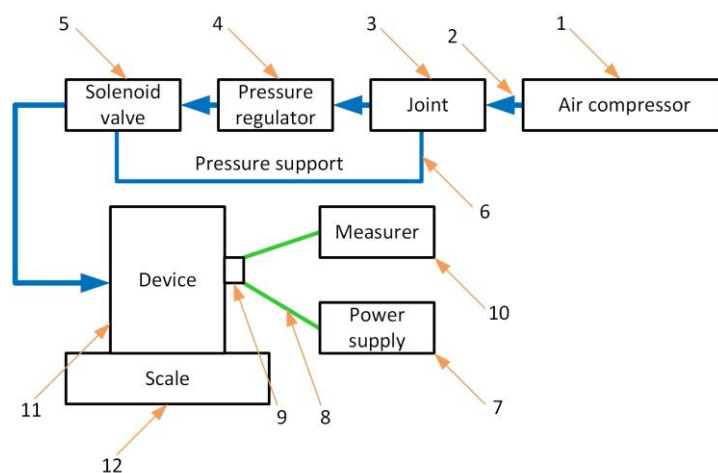 5
4
3
2
1
Solenoid
valve
Pressure
regulator
Joint
Air compressor
Pressure support
6
Device
Measurer
10
Power
supply
Scale
11
9
8
7
12